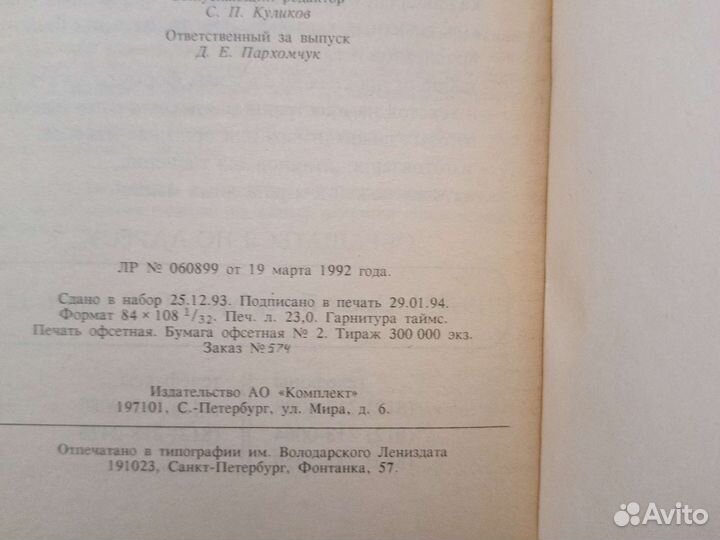 Выпускающий редактор
С. П. Куликов
Ответственный за выпуск
Д. Е. Пархомчук
ЛР № 060899 от 19 марта 1992 года.
Сдано в набор 25.12.93. Подписано в печать 29.01.94.
Формат 84 × 108 1/32. Печ. л. 23,0. Гарнитура таймс.
Печать офсетная. Бумага офсетная № 2. Тираж 300 000 экз.
Заказ № 574
Издательство АО «Комплект»
197101, С.-Петербург, ул. Мира, д. 6.
Отпечатано в типографии им. Володарского Лениздата
191023, Санкт-Петербург, Фонтанка, 57.
Avito